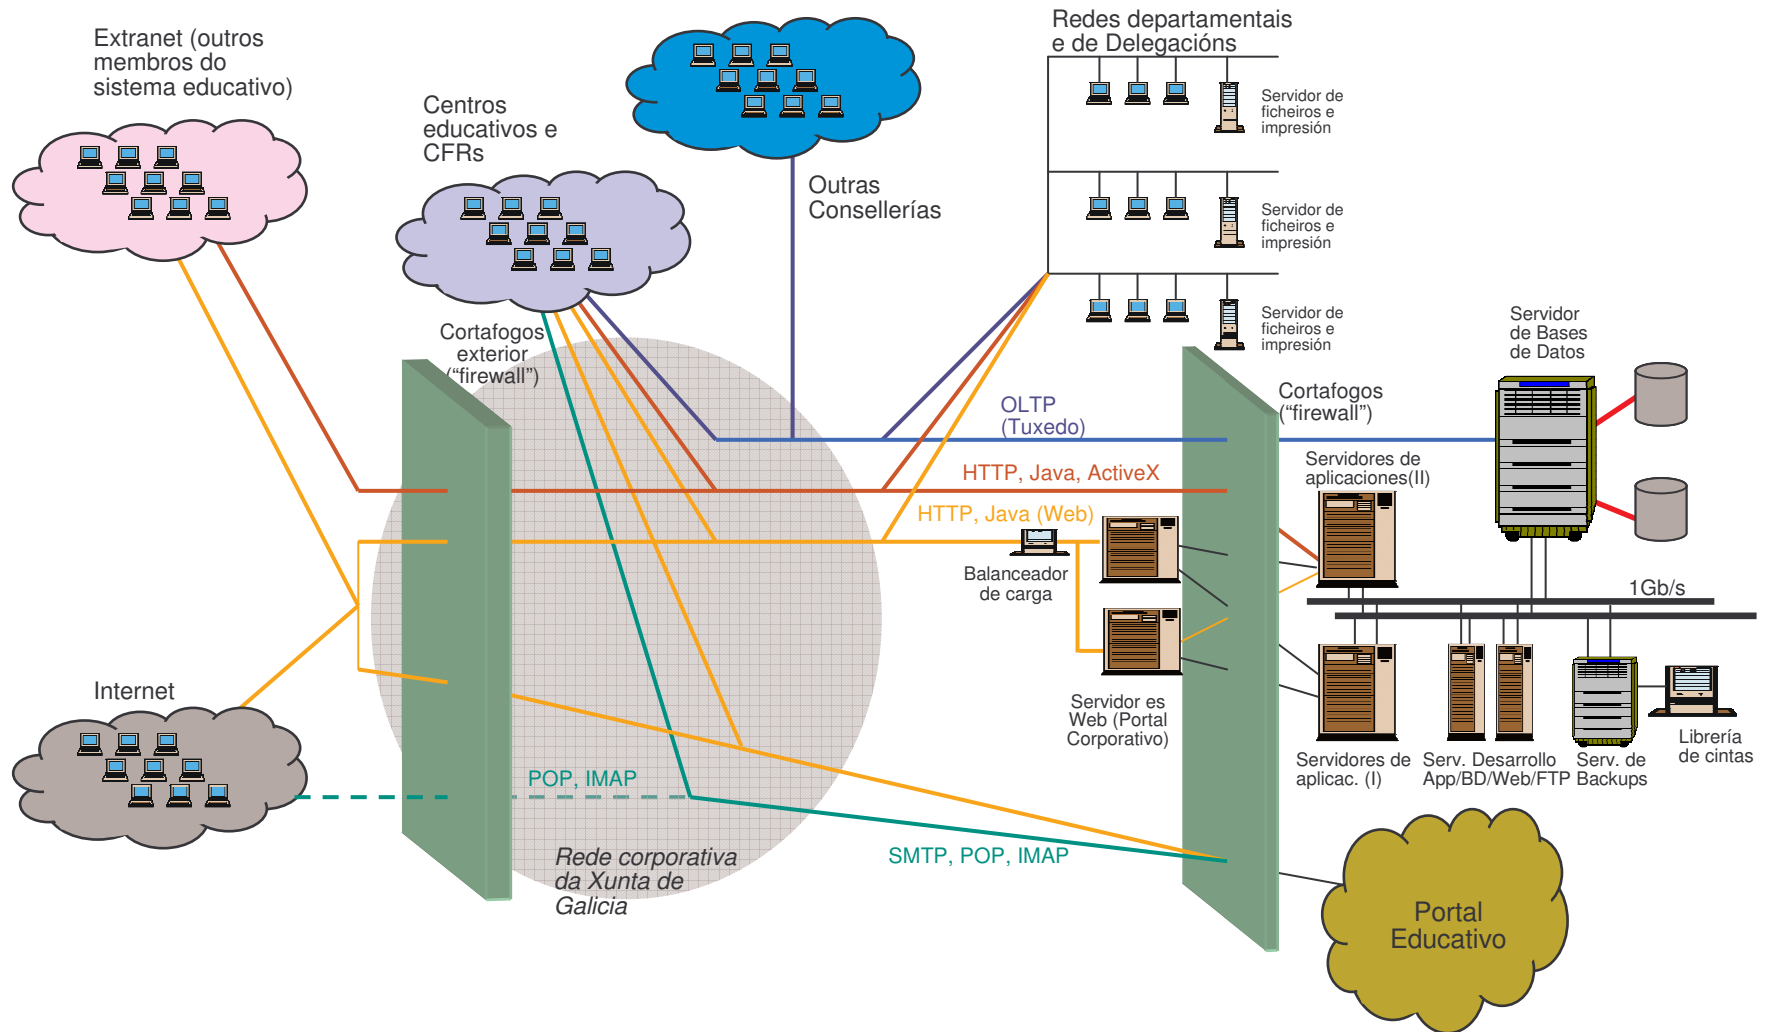 Extranet (outros
membros do
sistema educativo)
Centros
educativos e
CFRs
Outras
Consellerías
Redes departamentais
e de Delegacións
Servidor de
ficheiros e
impresión
Servidor de
ficheiros e
impresión
Servidor de
ficheiros e
impresión
Cortafogos
exterior
(“firewall”)
Servidor
de Bases
de Datos
Cortafogos
(“firewall”)
OLTP
(Tuxedo)
HTTP, Java, ActiveX
HTTP, Java (Web)
Servidores de
aplicaciones(II)
Balanceador
de carga
1Gb/s
Internet
Servidor es
Web (Portal
Corporativo)
Servidores de
aplicac. (I)
Serv. Desarrollo
App/BD/Web/FTP
Serv. de
Backups
Librería
de cintas
POP, IMAP
SMTP, POP, IMAP
Rede corporativa
da Xunta de
Galicia
Portal
Educativo